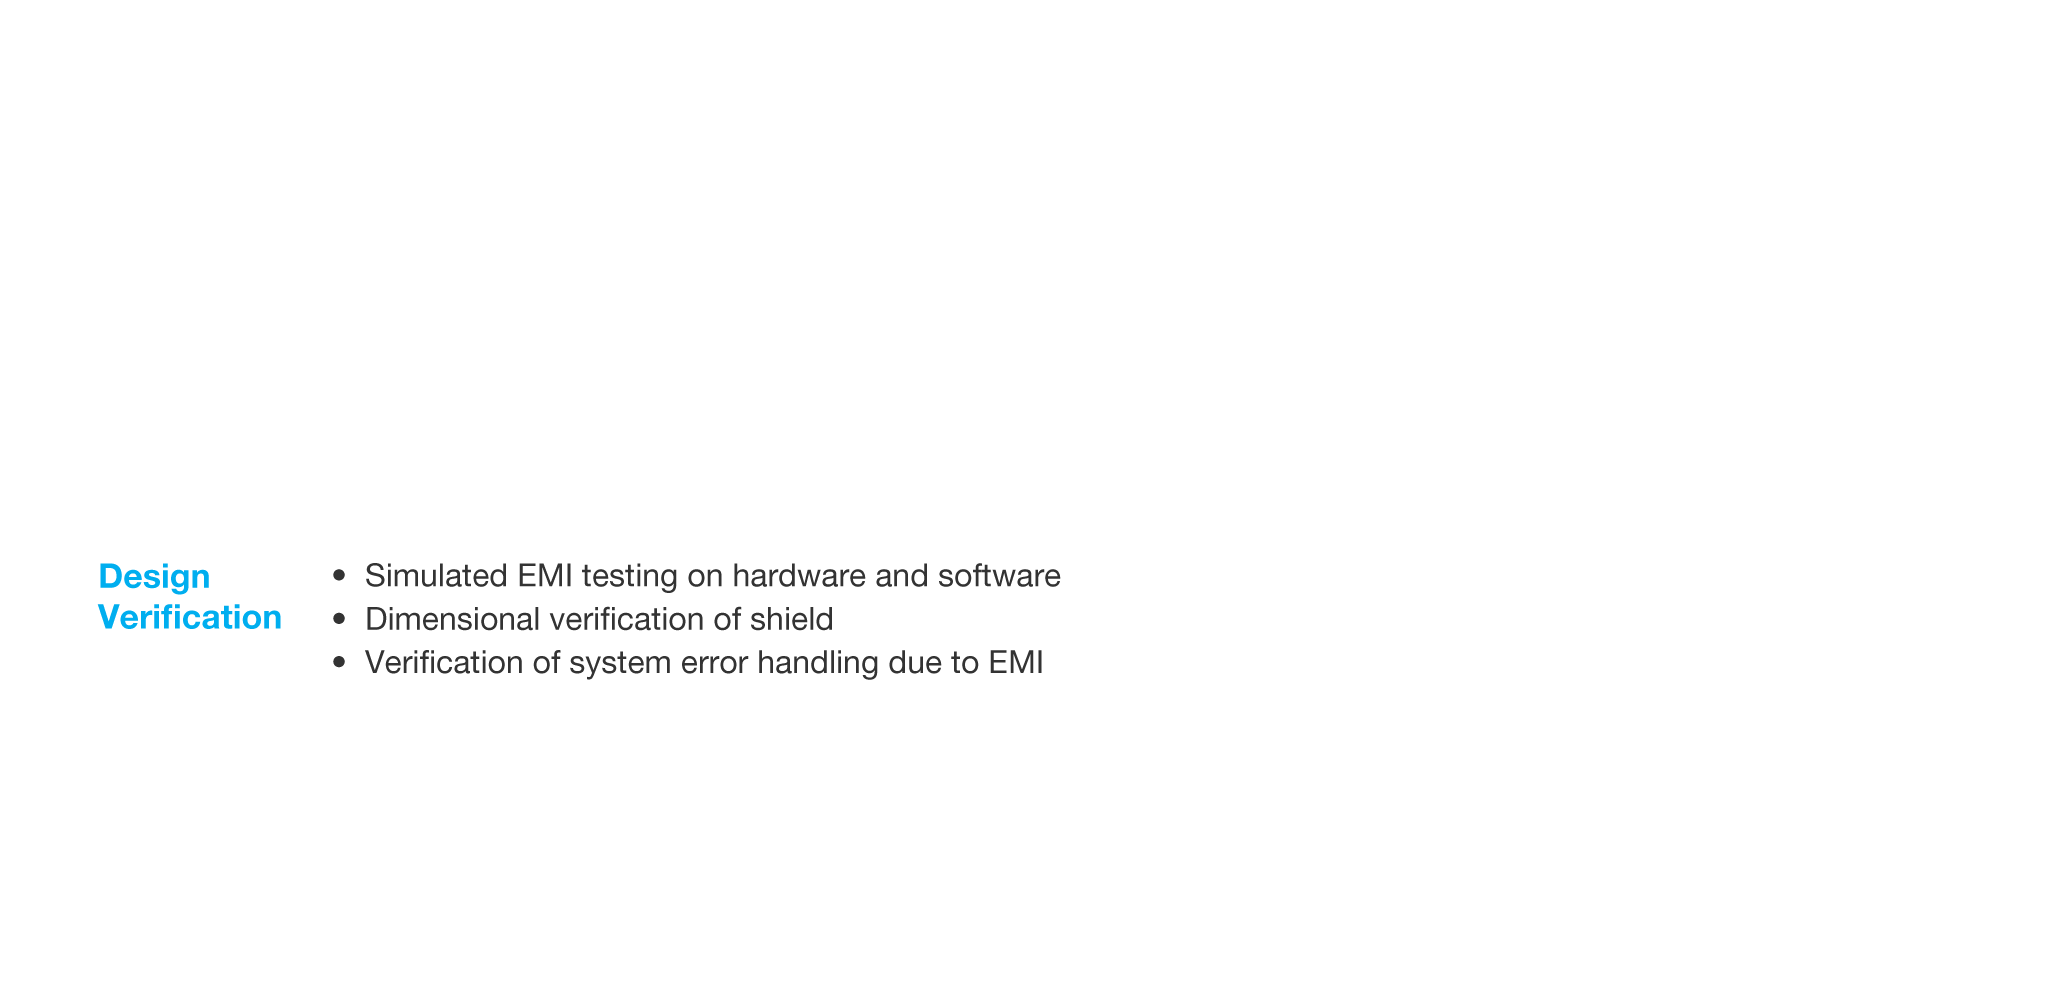 Design
Verification
• Simulated EMI testing on hardware and software
• Dimensional verification of shield
• Verification of system error handling due to EMI